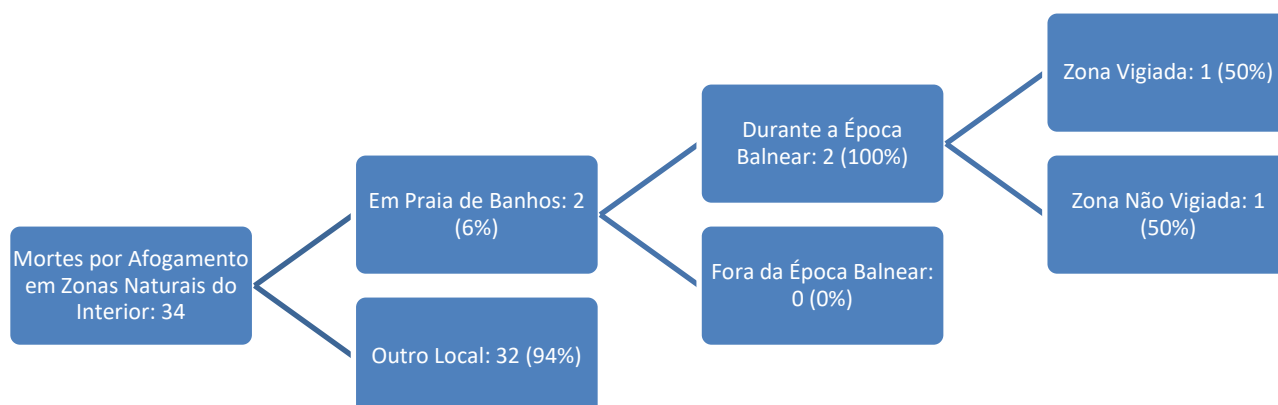 Mortes por Afogamento
em Zonas Naturais do
Interior: 34
Em Praia de Banhos: 2
(6%)
Outro Local: 32 (94%)
Durante a Época
Balnear: 2 (100%)
Fora da Época Balnear:
0 (0%)
Zona Vigiada: 1 (50%)
Zona Não Vigiada: 1
(50%)